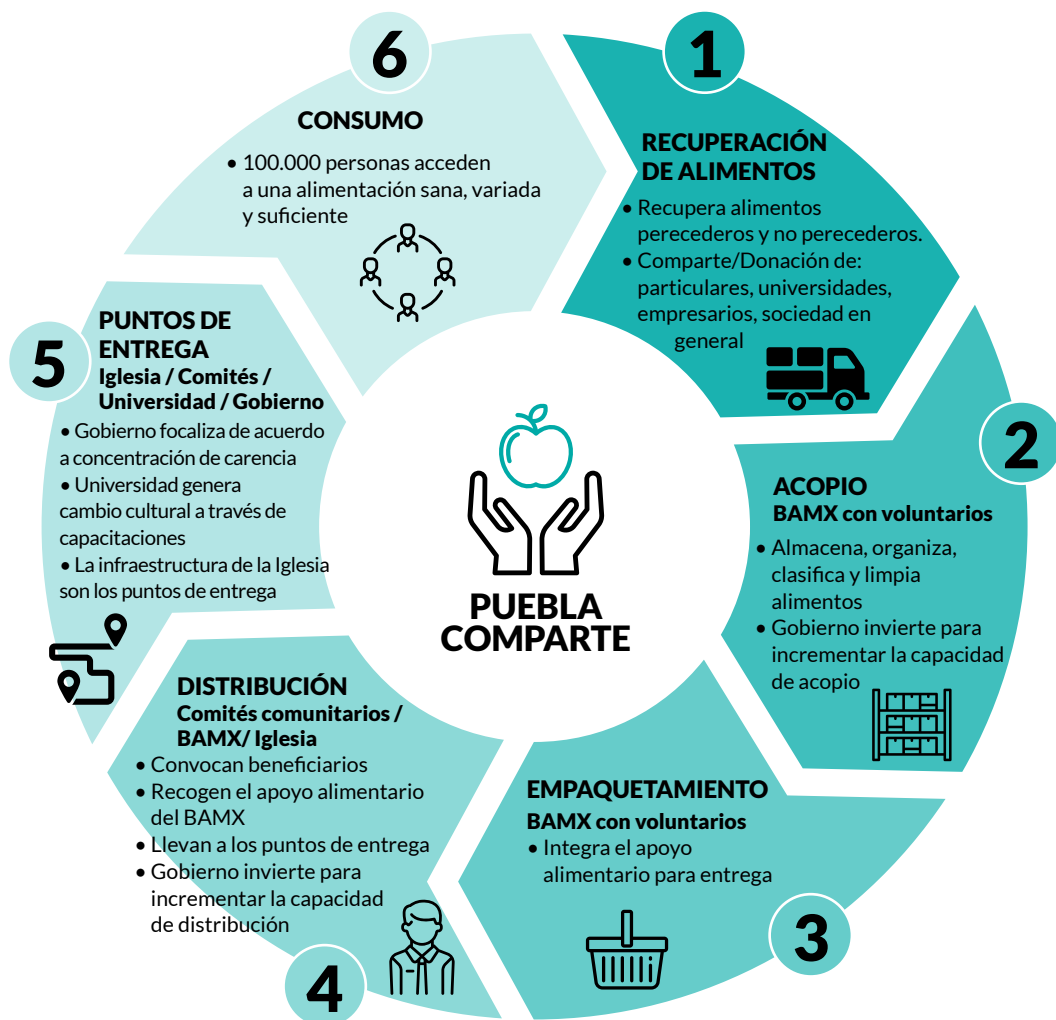 1
RECUPERACIÓN
DE ALIMENTOS
• Recupera alimentos
perecederos y no perecederos.
• Comparte/Donación de:
particulares, universidades,
empresarios, sociedad en
general
2
ACOPIO
BAMX con voluntarios
• Almacena, organiza,
clasifica y limpia
alimentos
• Gobierno invierte para
incrementar la capacidad
de acopio
3
EMPAQUETAMIENTO
BAMX con voluntarios
• Integra el apoyo
alimentario para entrega
4
DISTRIBUCIÓN
Comités comunitarios /
BAMX/ Iglesia
• Convocan beneficiarios
• Recogen el apoyo alimentario
del BAMX
• Llevan a los puntos de entrega
• Gobierno invierte para
incrementar la capacidad
de distribución
5
PUNTOS DE
ENTREGA
Iglesia / Comités /
Universidad / Gobierno
• Gobierno focaliza de acuerdo
a concentración de carencia
• Universidad genera
cambio cultural a través de
capacitaciones
• La infraestructura de la Iglesia
son los puntos de entrega
6
CONSUMO
• 100.000 personas acceden
a una alimentación sana, variada
y suficiente
PUEBLA
COMPARTE